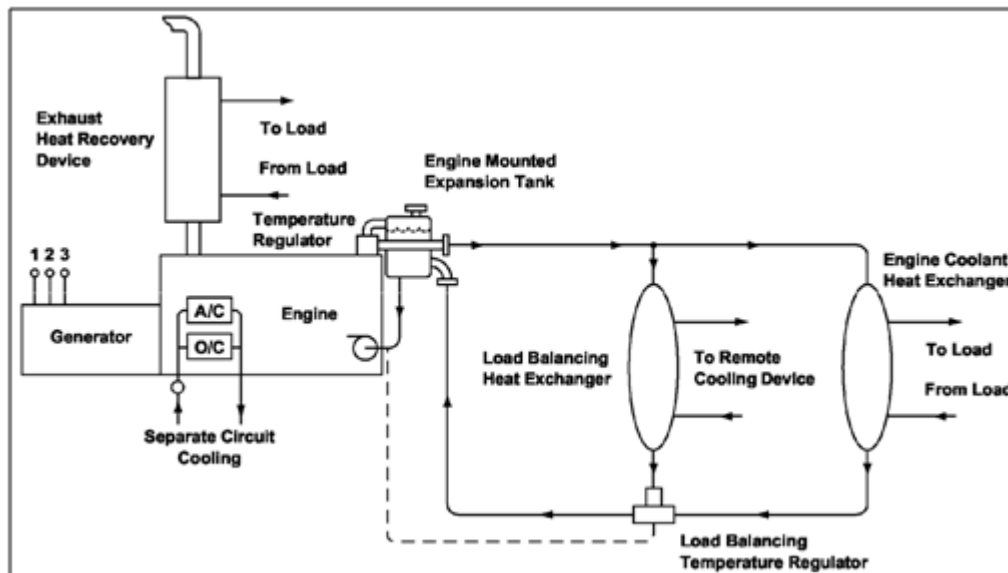 Exhaust
Heat Recovery
Device
To Load
From Load
Engine Mounted
Expansion Tank
Temperature
Regulator
1 2 3
A/C
O/C
Generator
Engine
Separate Circuit
Cooling
Load Balancing
Heat Exchanger
To Remote
Cooling Device
Engine Coolant
Heat Exchanger
To Load
From Load
Load Balancing
Temperature Regulator